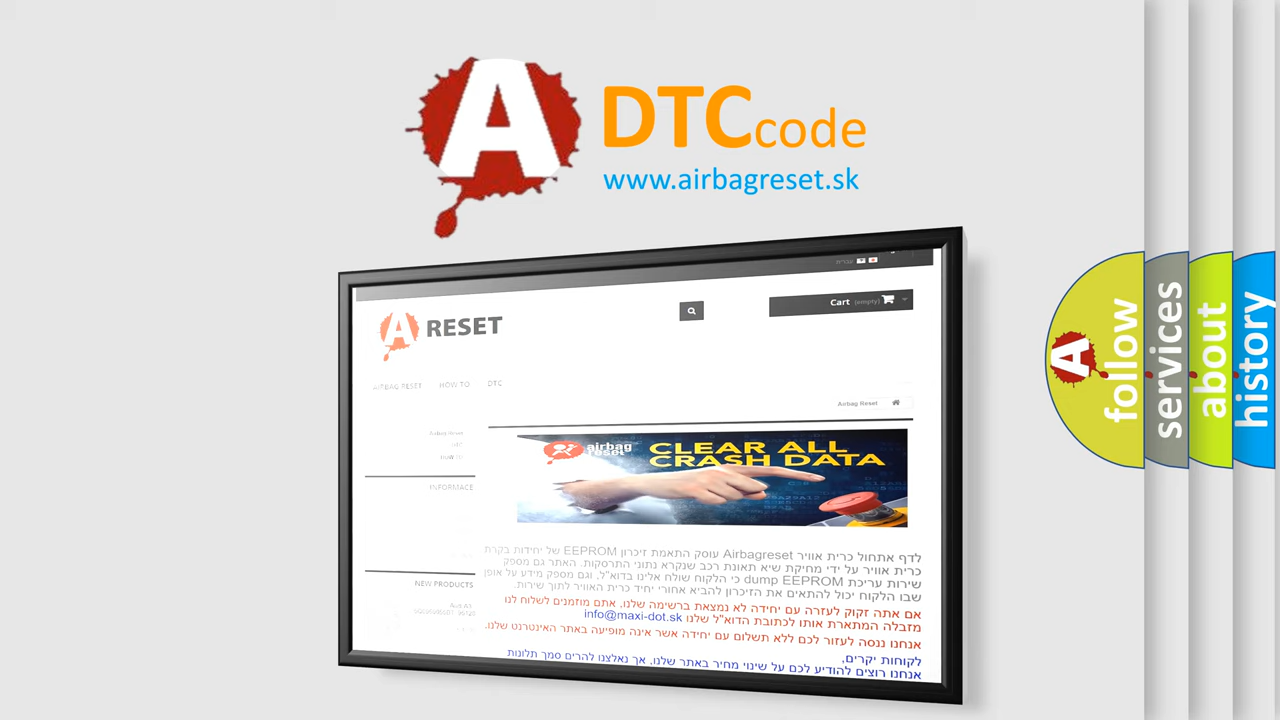 A
DTCcode
www.airbagreset.sk
עברית
Cart (empty)
A RESET
AIRBAG RESET HOW TO DTC
Airbag Reset
Airbag Reset
HOW TO
INFORMACE
NEW PRODUCTS
airbag
reset
CLEAR ALL
CRASH DATA
לדף אתחול כרית אוויר Airbagreset עוסק התאמת זיכרון EEPROM של יחידות בקרת
כרית אוויר על ידי מחיקת שיא תאונת רכב שנקרא נתוני התרסקות. האתר גם מספק
שירות עריכת dump EEPROM כי הלקוח שולח אלינו בדוא"ל, וגם מספק מידע על אופן
שבו הלקוח יכול להתאים את הזיכרון להביא אחורי יחיד כרית האוויר לתוך שירות.
אם אתה זקוק לעזרה עם יחידה לא נמצאת ברשימה שלנו, אתם מוזמנים לשלוח לנו
מזבלה המתארת אותו לכתובת הדוא"ל שלנו info@maxi-dot.sk
אנחנו ננסה לעזור לכם ללא תשלום עם יחידה אשר אינה מופיעה באתר האינטרנט שלנו.
לקוחות יקרים,
אנחנו רוצים להודיע לכם על שינוי מחיר באתר שלנו, אך נאלצנו להרים סמך תלונות
A
follow
services
about
history